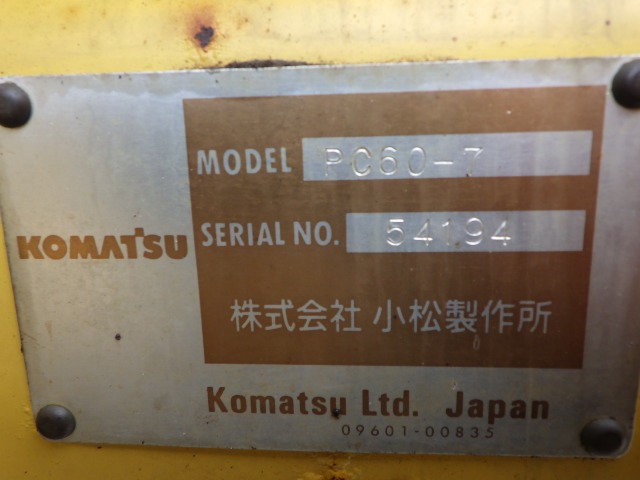 MODEL PC60-7
KOMATSU SERIAL NO. 54194
株式会社 小松製作所
Komatsu Ltd. Japan
09601-00835